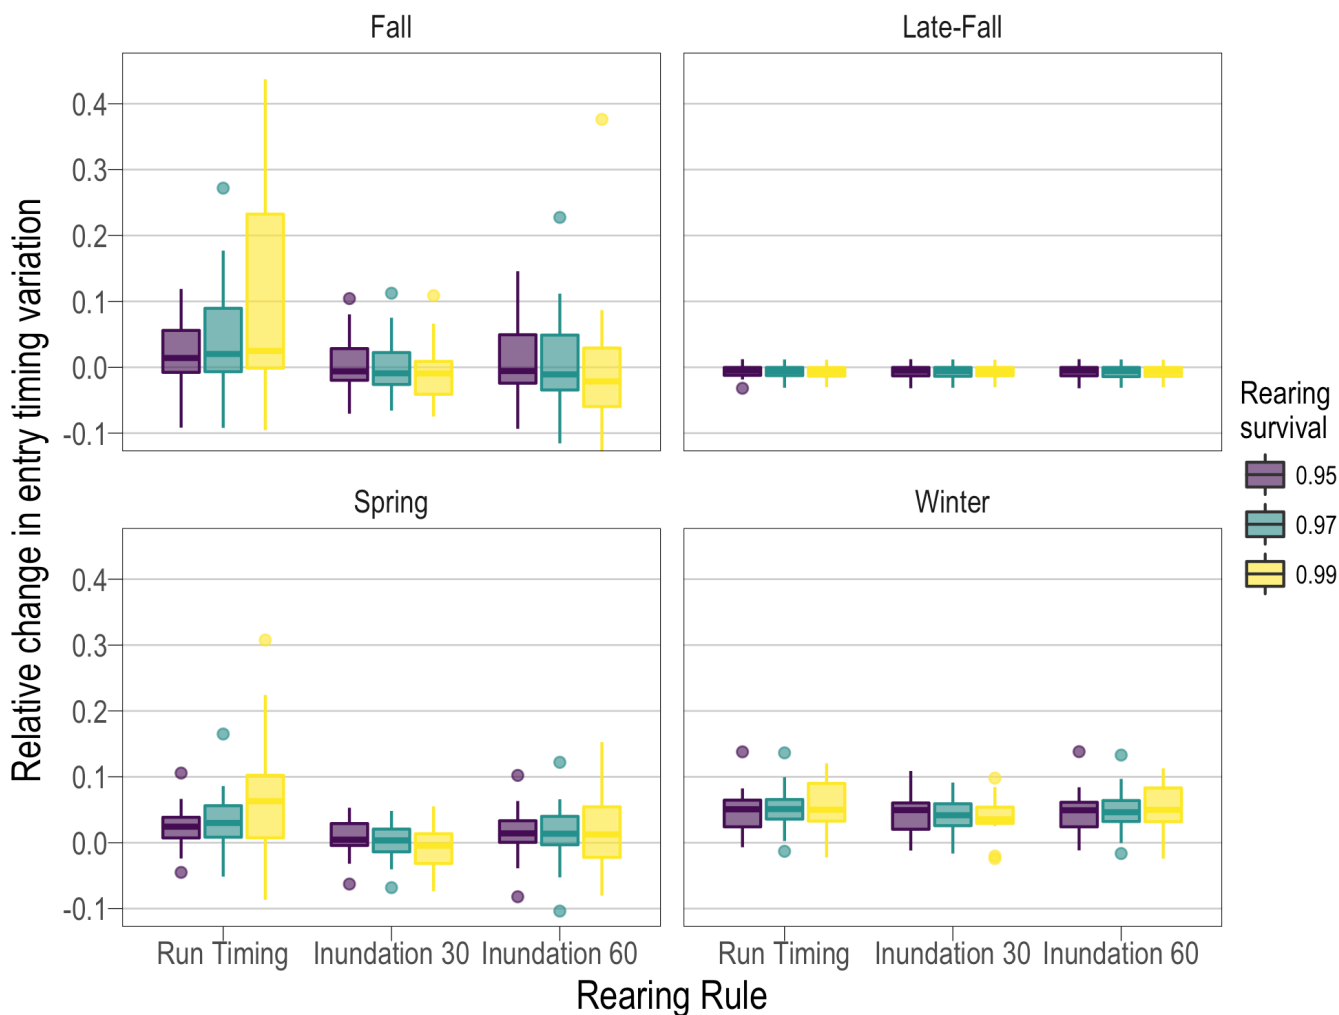 Fall
Late-Fall
0.4
0.3
0.2
0.1
0.0
-0.1
Spring
Winter
0.4
0.3
0.2
0.1
0.0
-0.1
Run Timing Inundation 30 Inundation 60
Run Timing Inundation 30 Inundation 60
Rearing Rule
Relative change in entry timing variation
Rearing
survival
0.95
0.97
0.99